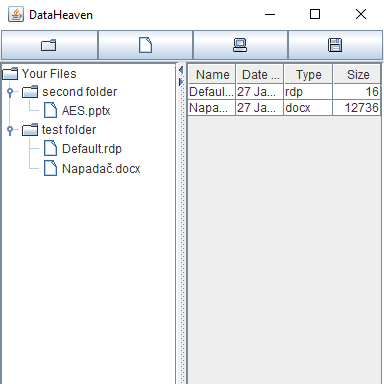 DataHeaven
Your Files
second folder
AES.pptx
test folder
Default.rdp
Napadač.docx
Name Date ... Type Size
Defaul... 27 Ja... rdp 16
Napa... 27 Ja... docx 12736